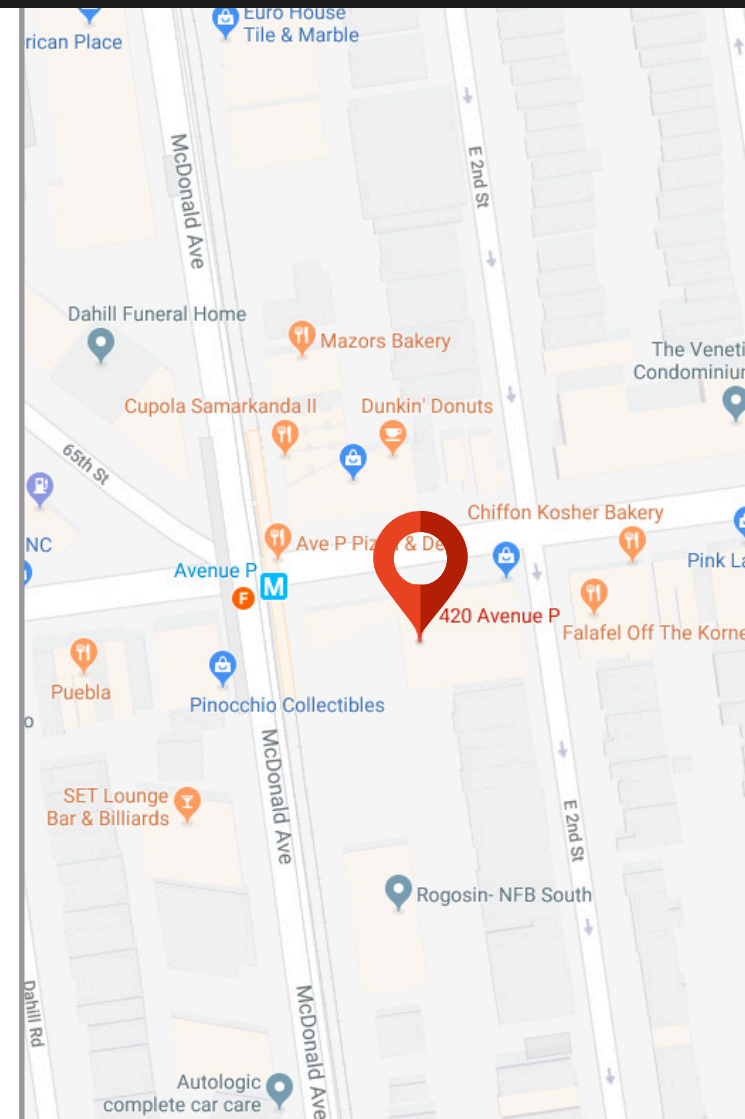 Euro House
Tile & Marble
rican Place
McDonald Ave
E 2nd St
Dahill Funeral Home
Mazors Bakery
The Veneti
Condominiur
Cupola Samarkanda II
Dunkin' Donuts
65th St
Chiffon Kosher Bakery
NC
Ave P Piz & De
Pink La
Avenue P
M
F
420 Avenue P
Falafel Off The Korne
Puebla
Pinocchio Collectibles
o
McDonald Ave
SET Lounge
Bar & Billiards
E 2nd St
Rogosin- NFB South
Dahill Rd
McDonald Ave
Autologic
complete car care